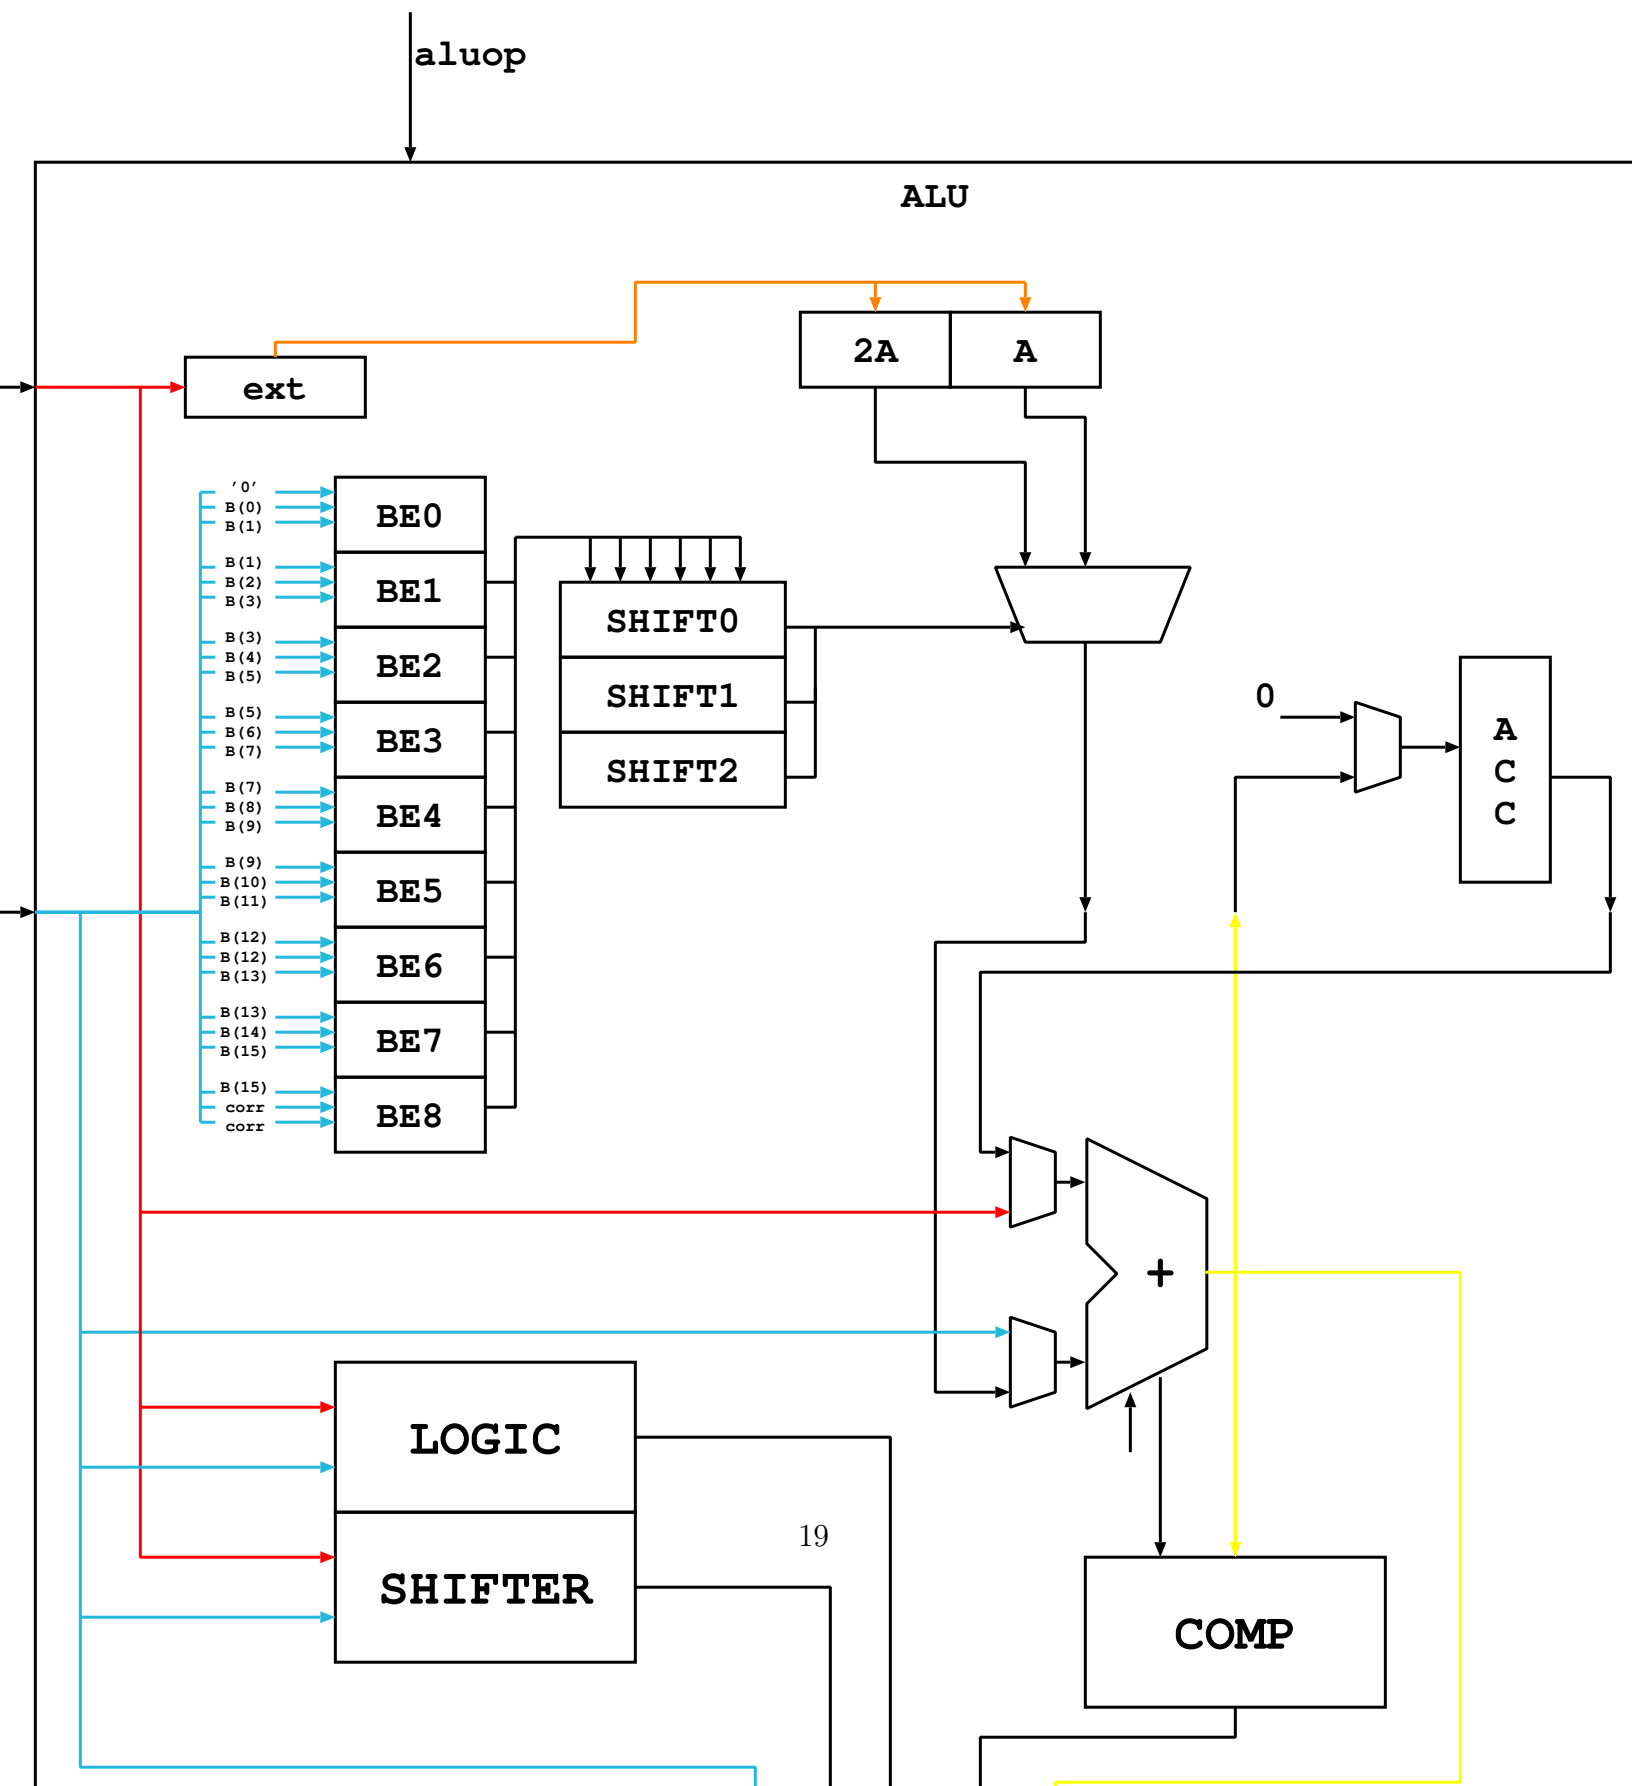 aluop
ALU
2A
A
ext
'0'
B(0)
B(1)
BE0
B(1)
B(2)
B(3)
BE1
B(3)
B(4)
B(5)
BE2
B(5)
B(6)
B(7)
BE3
B(7)
B(8)
B(9)
BE4
B(9)
B(10)
B(11)
BE5
B(12)
B(12)
B(13)
BE6
B(13)
B(14)
B(15)
BE7
B(15)
corr
corr
BE8
SHIFT0
SHIFT1
SHIFT2
0
A
C
C
+
LOGIC
SHIFTER
19
COMP